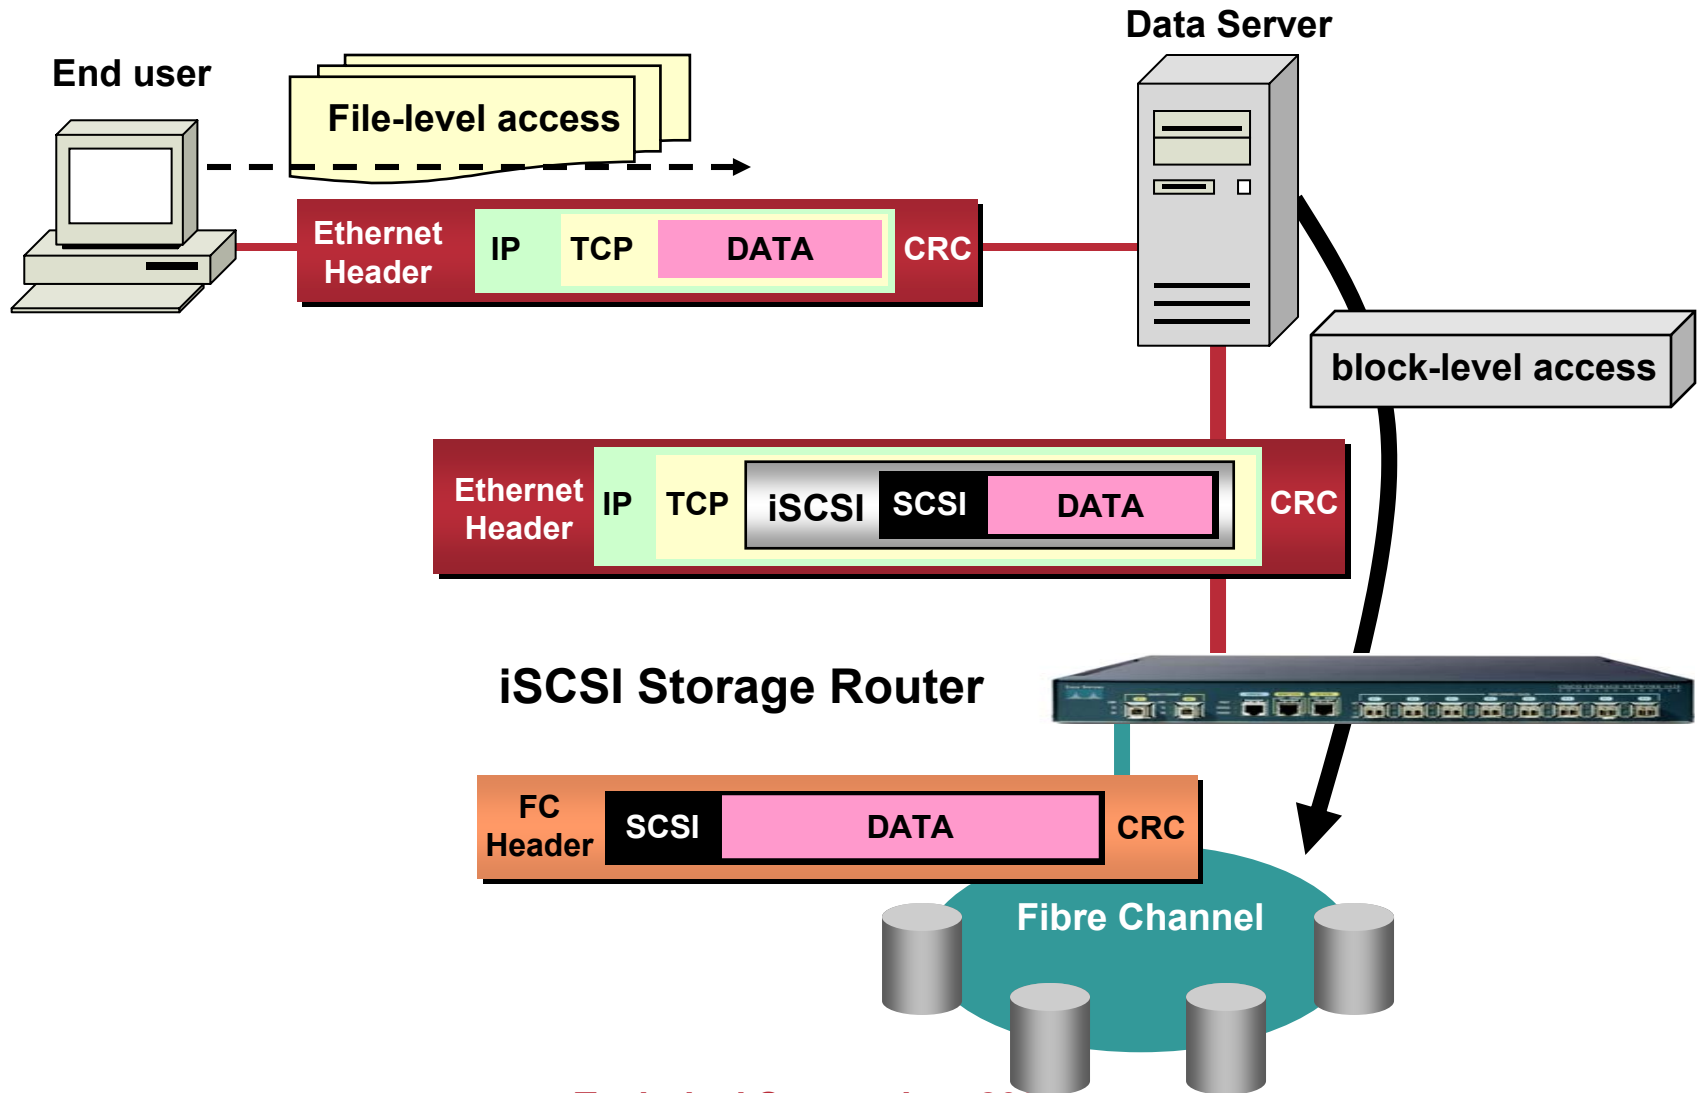 Data Server
End user
File-level access
Ethernet
Header
IP
TCP
DATA
CRC
block-level access
Ethernet
Header
IP
TCP
iSCSI
SCSI
DATA
CRC
iSCSI Storage Router
FC
Header
SCSI
DATA
CRC
Fibre Channel